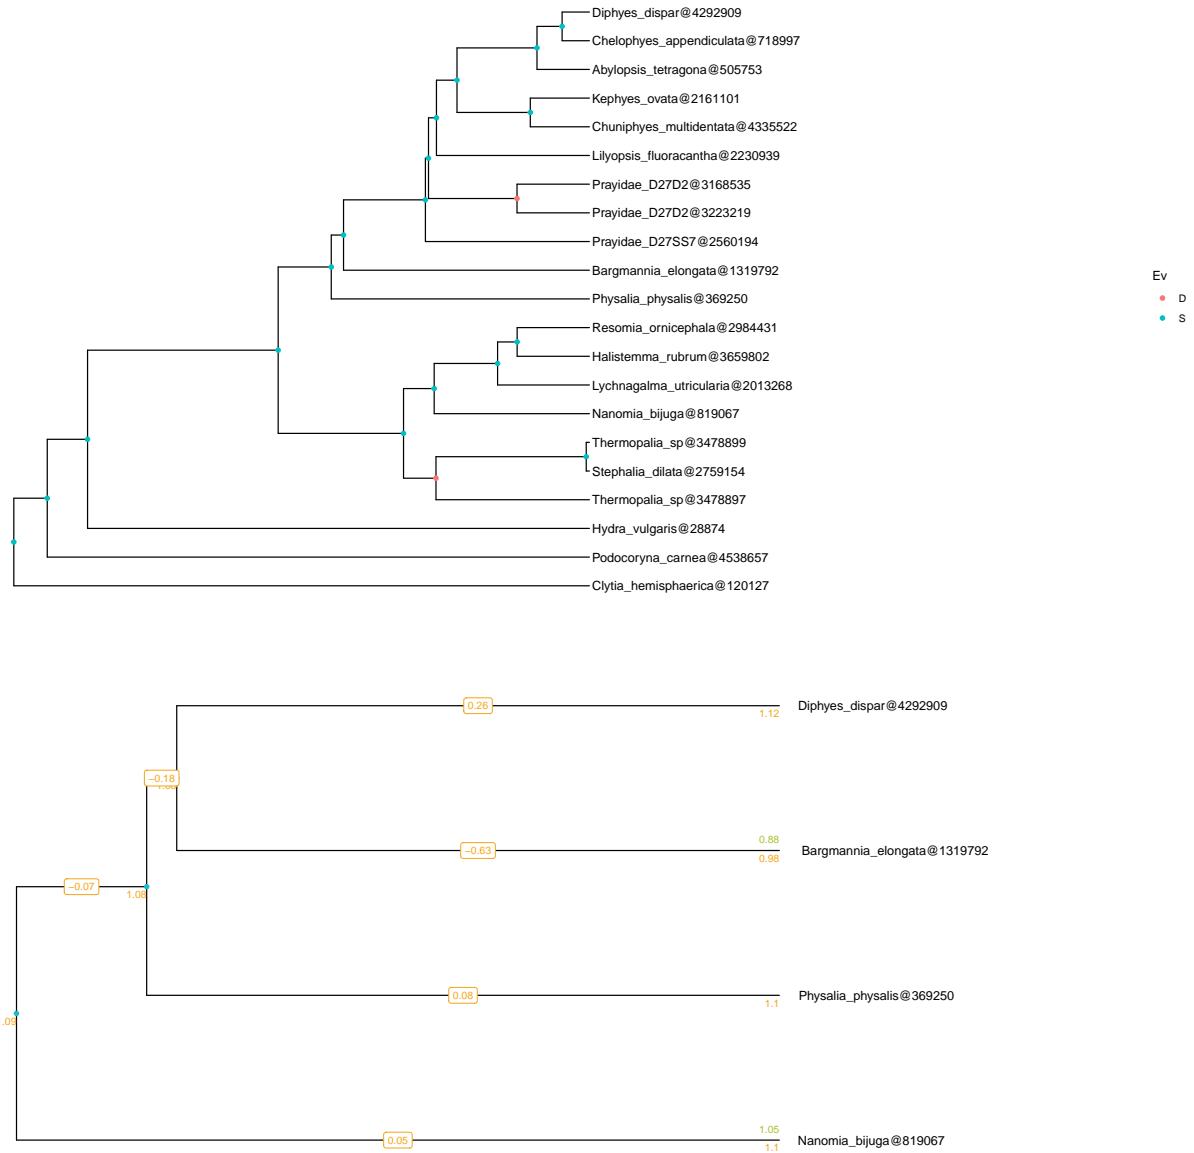 Diphyes_dispar@4292909
Chelophyes_appendiculata@718997
Abylopsis_tetragona@505753
Kephyes_ovata@2161101
Chuniphyes_multidentata@4335522
Lilyopsis_fluoracantha@2230939
Prayidae_D27D2@3168535
Prayidae_D27D2@3223219
Prayidae_D27SS7@2560194
Bargmannia_elongata@1319792
Physalia_physalis@369250
Resomia_ornicephala@2984431
Halistemma_rubrum@3659802
Lychnagalma_utricularia@2013268
Nanomia_bijuga@819067
Thermopalia_sp@3478899
Stephalia_dilata@2759154
Thermopalia_sp@3478897
Hydra_vulgaris@28874
Podocoryna_carnea@4538657
Clytia_hemisphaerica@120127
Ev
D
S
0.26
1.12
Diphyes_dispar@4292909
−0.18
0.88
−0.63
0.98
Bargmannia_elongata@1319792
−0.07
1.08
0.08
1.1
Physalia_physalis@369250
.09
1.05
0.05
1.1
Nanomia_bijuga@819067